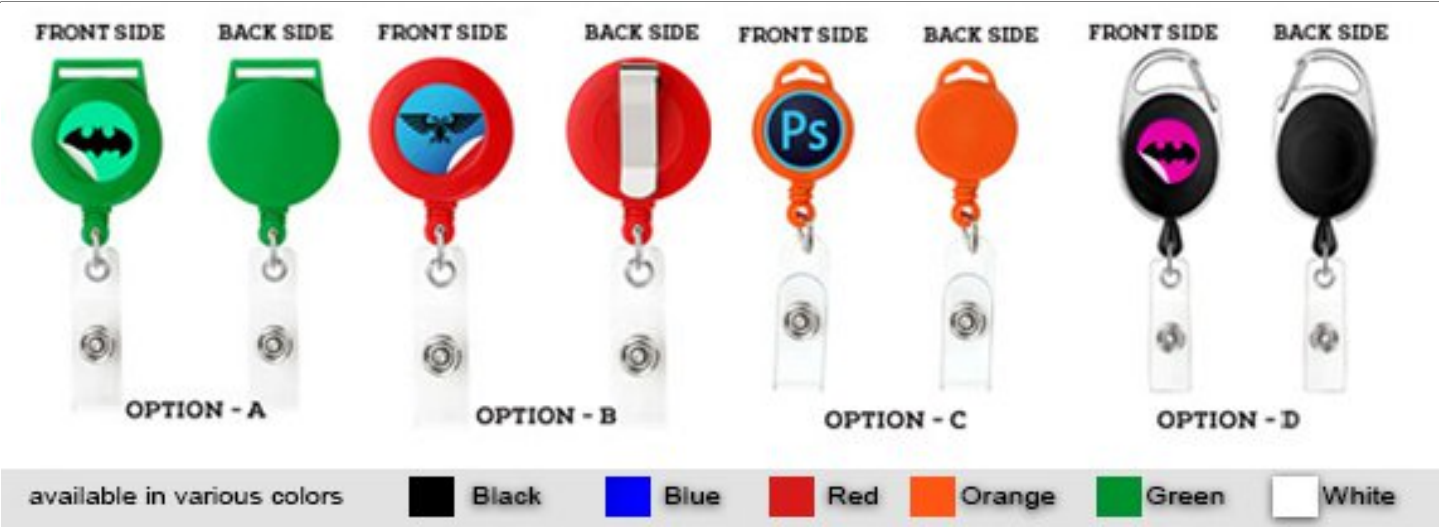 FRONT SIDE BACK SIDE FRONT SIDE BACK SIDE FRONT SIDE BACK SIDE FRONT SIDE BACK SIDE
Ps
OPTION - A OPTION - B OPTION - C OPTION - D
available in various colors Black Blue Red Orange Green White